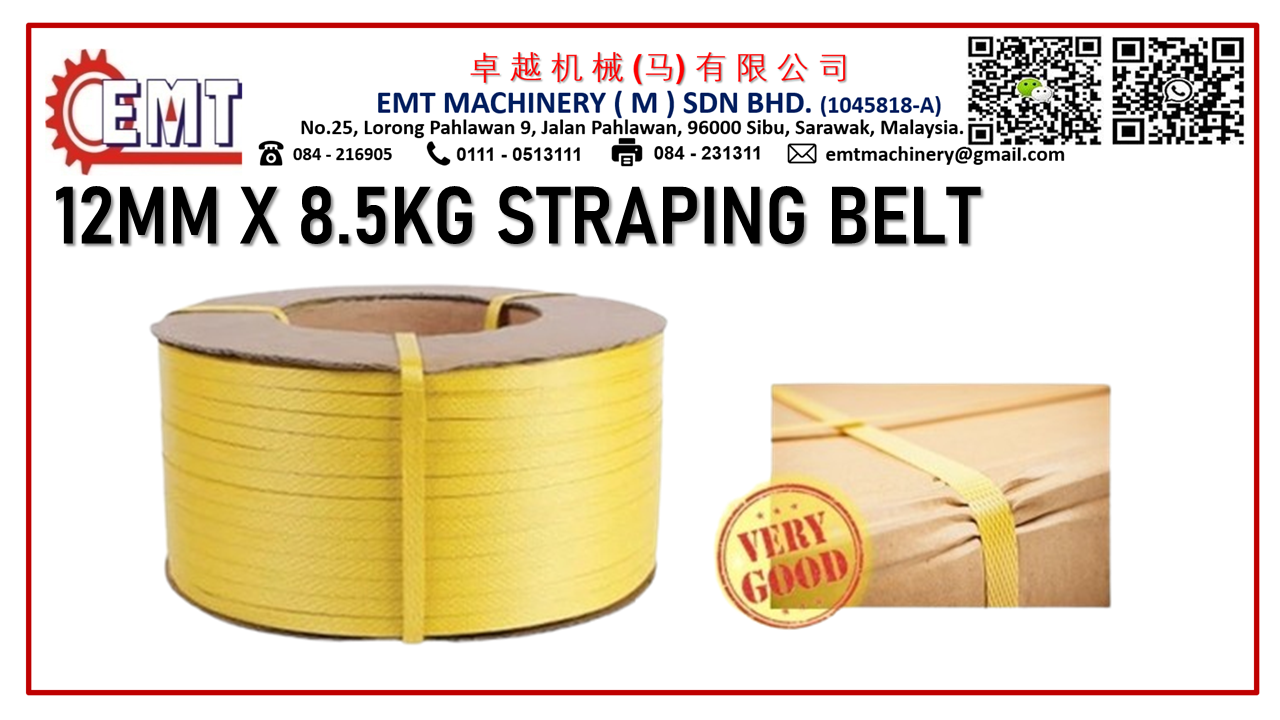 EMT
卓越机械(马)有限公司
EMT MACHINERY ( M ) SDN BHD. (1045818-A)
No.25, Lorong Pahlawan 9, Jalan Pahlawan, 96000 Sibu, Sarawak, Malaysia.
084 - 216905 0111 - 0513111 084 - 231311 emtmachinery@gmail.com
12MM X 8.5KG STRAPING BELT
VERY
GOOD